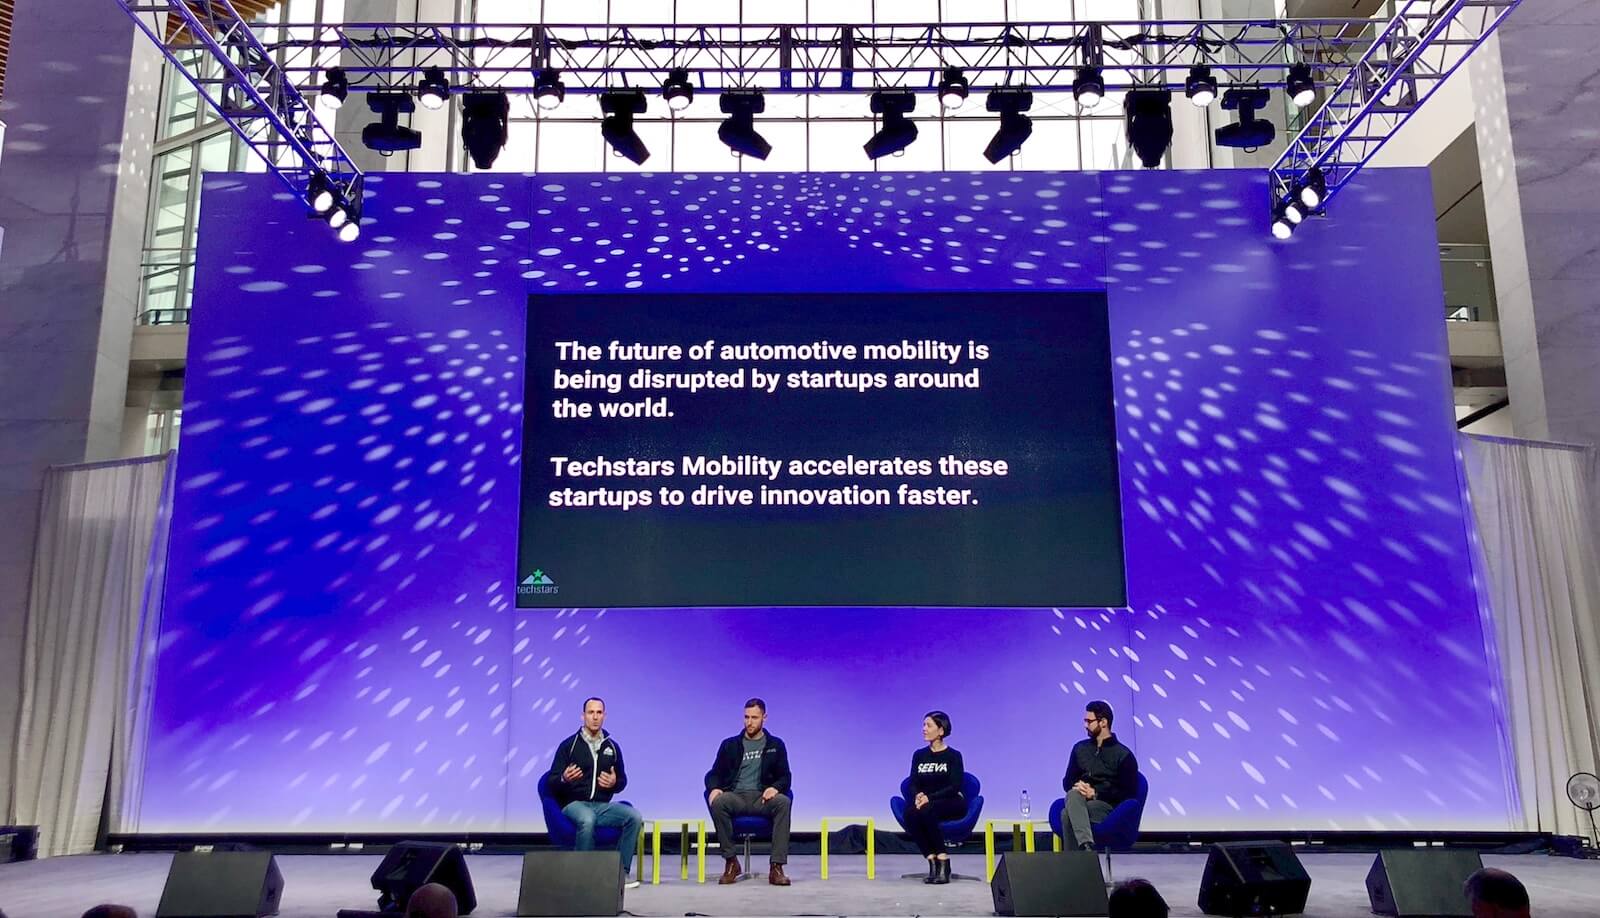 The future of automotive mobility is
being disrupted by startups around
the world.
Techstars Mobility accelerates these
startups to drive innovation faster.
techstars
SEEVA